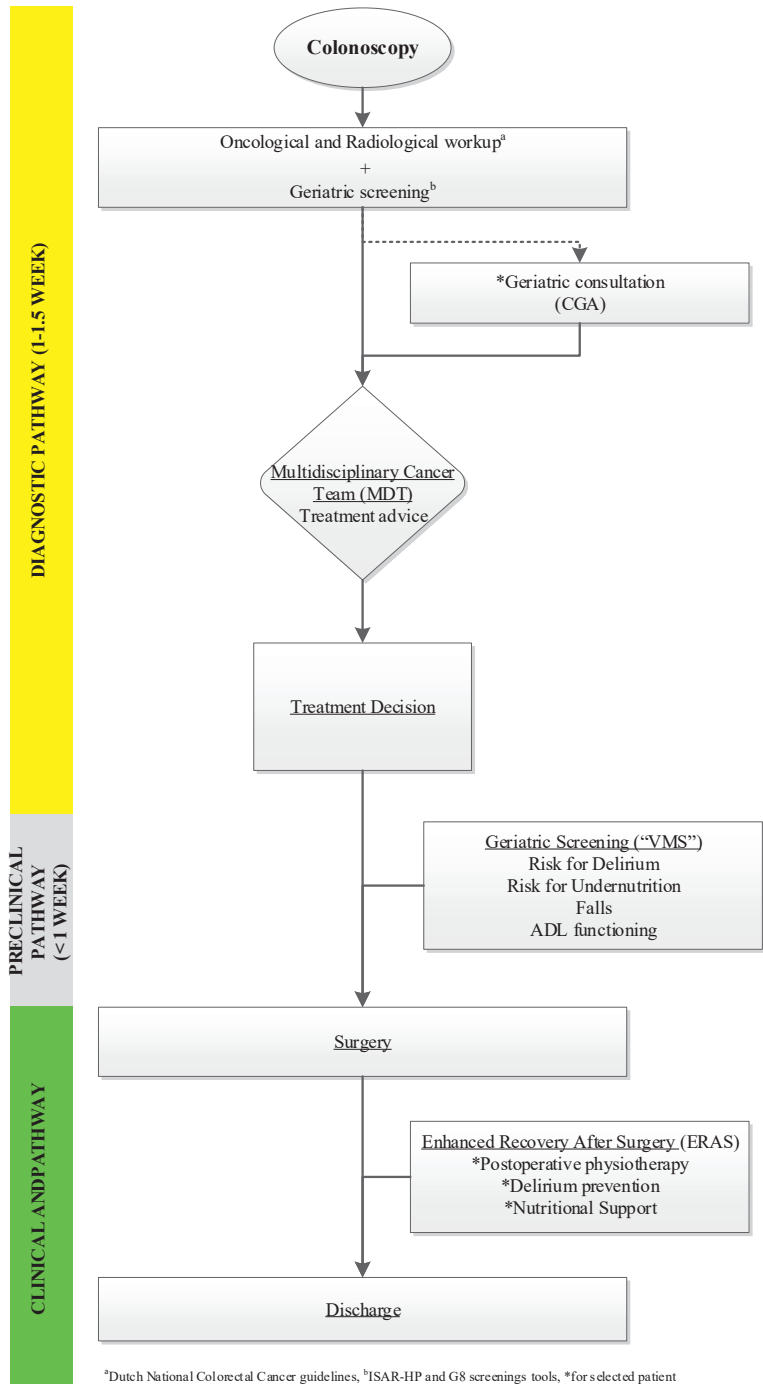 Colonoscopy
Oncological and Radiological workupᵃ
+
Geriatric screeningᵇ
*Geriatric consultation
(CGA)
Multidisciplinary Cancer
Team (MDT)
Treatment advice
Treatment Decision
Geriatric Screening (“VMS”)
Risk for Delirium
Risk for Undernutrition
Falls
ADL functioning
Surgery
Enhanced Recovery After Surgery (ERAS)
*Postoperative physiotherapy
*Delirium prevention
*Nutritional Support
Discharge
DIAGNOSTIC PATHWAY (1-1.5 WEEK)
PRECLINICAL
PATHWAY
(< 1 WEEK)
CLINICAL ANDPATHWAY
ᵃDutch National Colorectal Cancer guidelines, ᵇISAR-HP and G8 screenings tools, *for selected patient